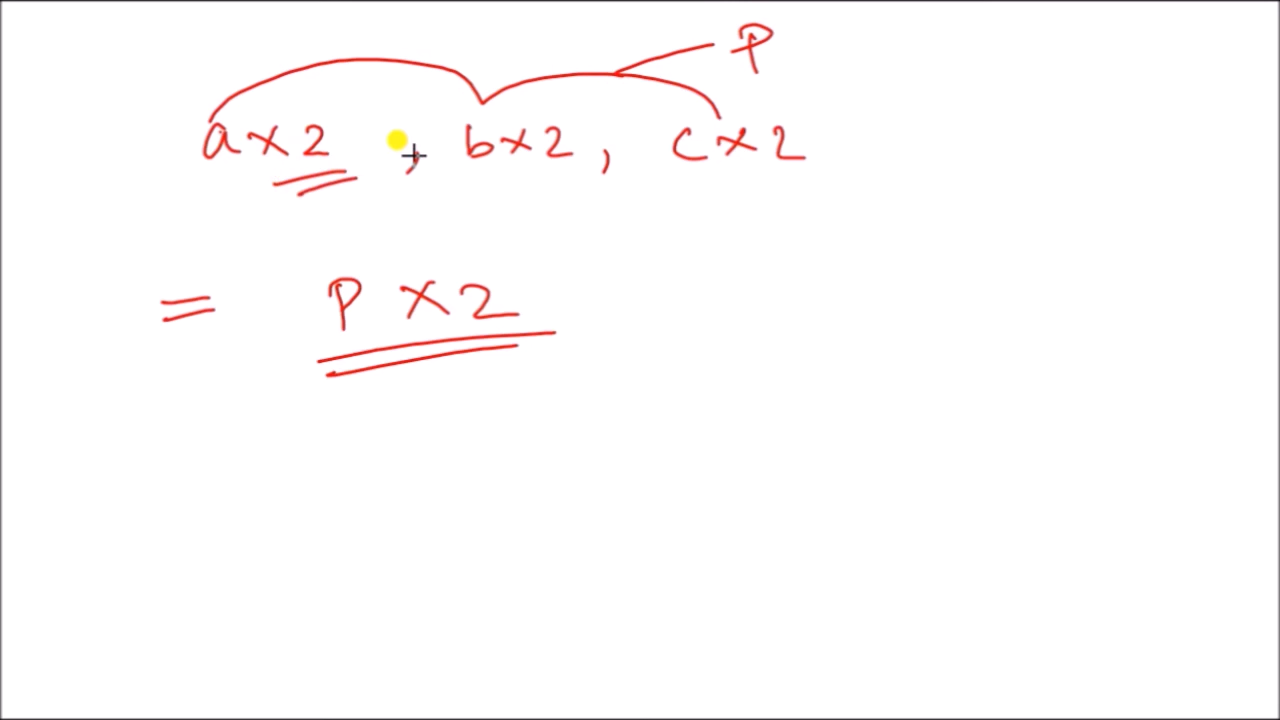 P
a × 2 , b × 2 , c × 2
= P × 2